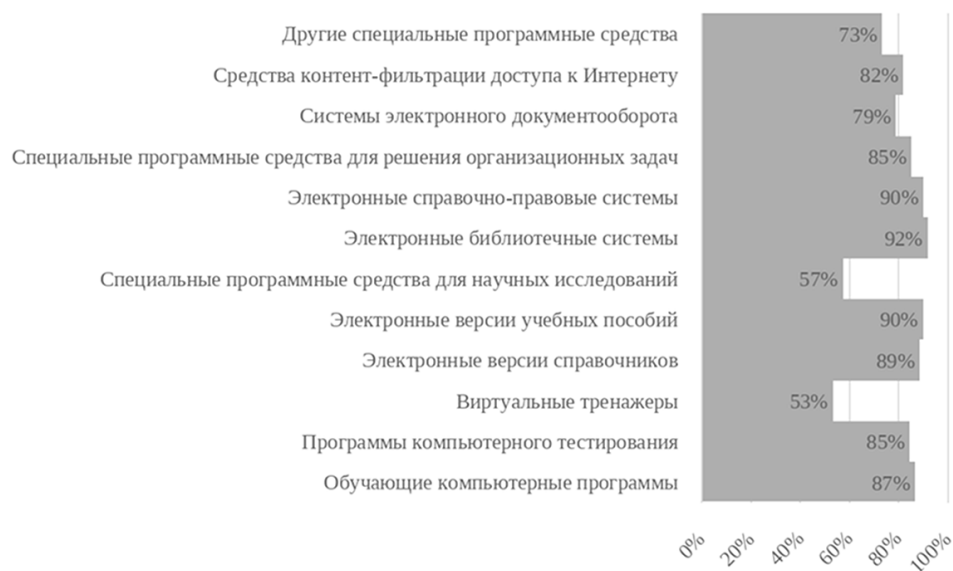 Другие специальные программные средства 73%
Средства контент-фильтрации доступа к Интернету 82%
Системы электронного документооборота 79%
Специальные программные средства для решения организационных задач 85%
Электронные справочно-правовые системы 90%
Электронные библиотечные системы 92%
Специальные программные средства для научных исследований 57%
Электронные версии учебных пособий 90%
Электронные версии справочников 89%
Виртуальные тренажеры 53%
Программы компьютерного тестирования 85%
Обучающие компьютерные программы 87%
0% 20% 40% 60% 80% 100%